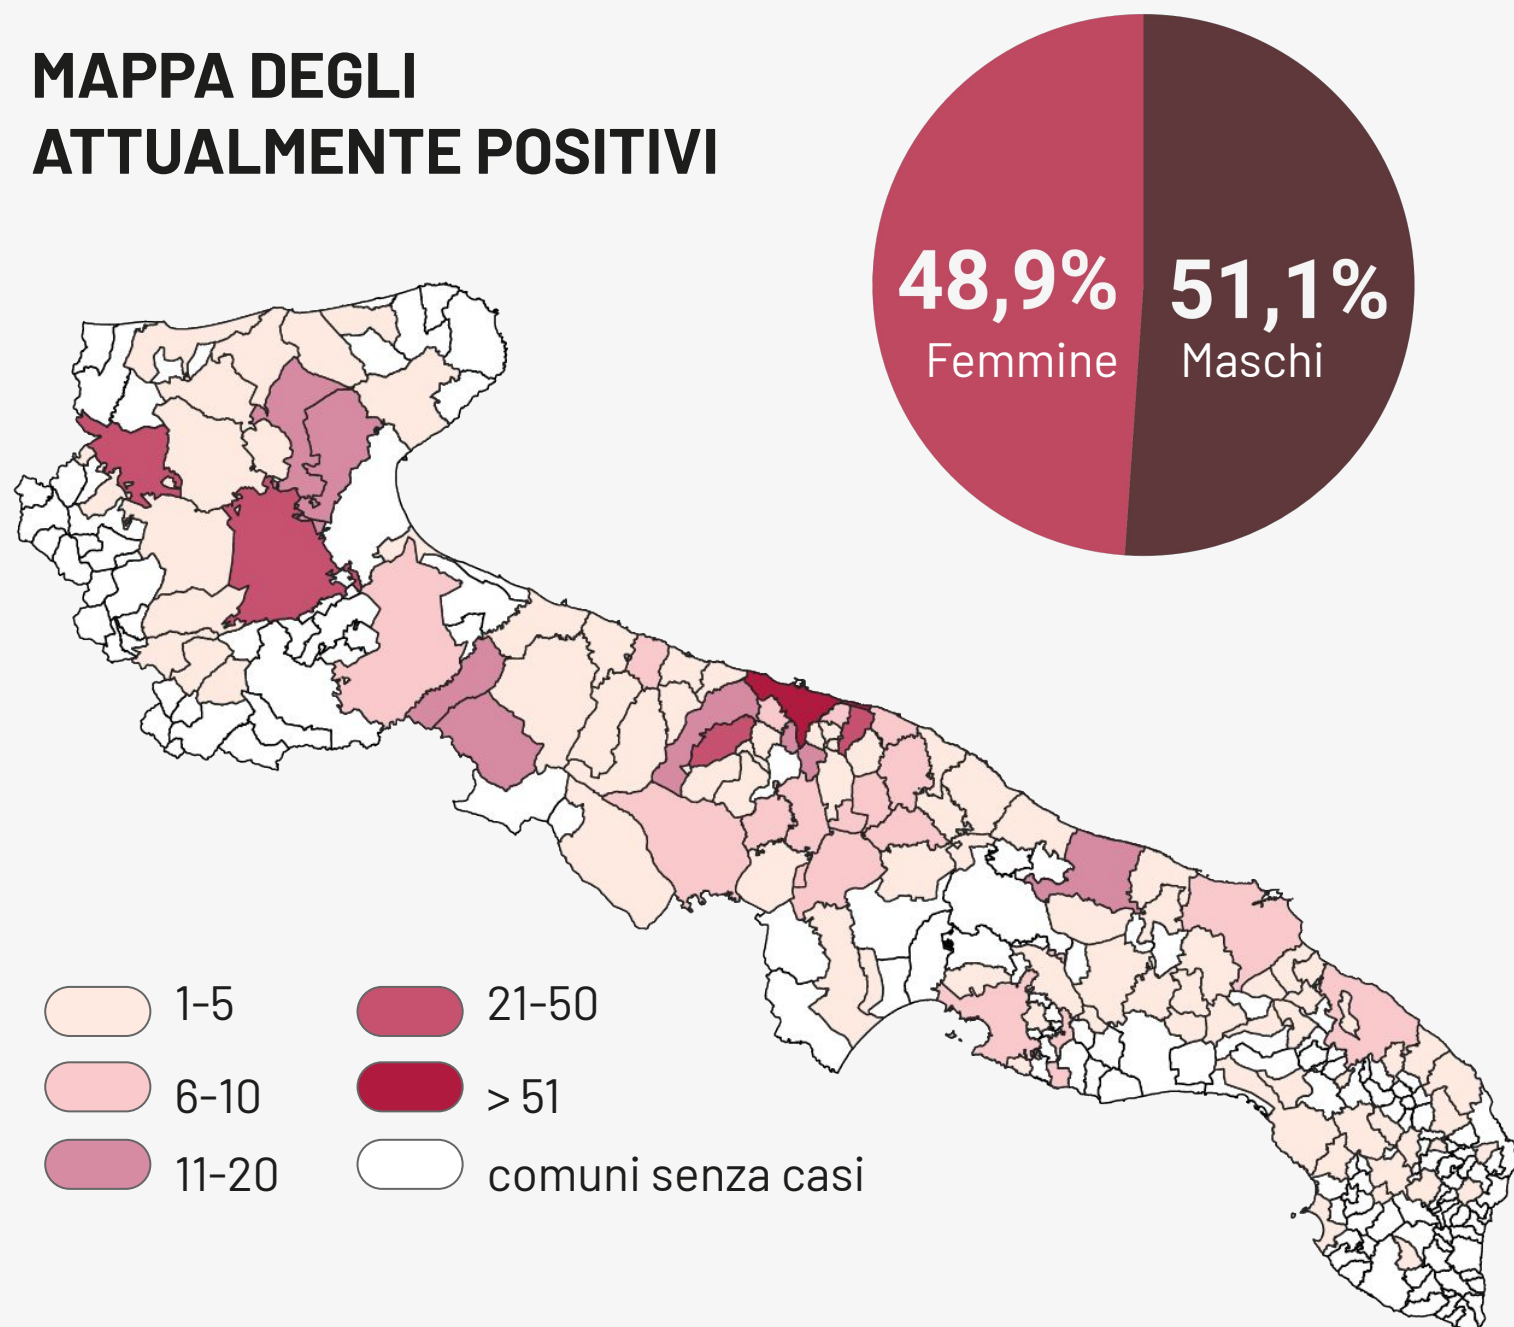 MAPPA DEGLI
ATTUALMENTE POSITIVI
48,9%
Femmine
51,1%
Maschi
1-5
6-10
11-20
21-50
> 51
comuni senza casi